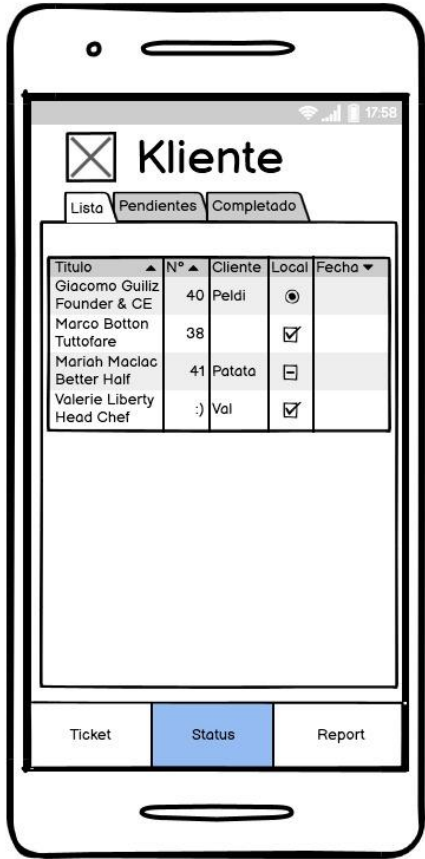 17:58
Kliente
Lista Pendientes Completado
Titulo N° Cliente Local Fecha
Giacomo Guiliz
Founder & CE 40 Peldi
Marco Botton
Tuttofare 38
Mariah Maclac
Better Half 41 Patata
Valerie Liberty
Head Chef :) Val
Ticket Status Report